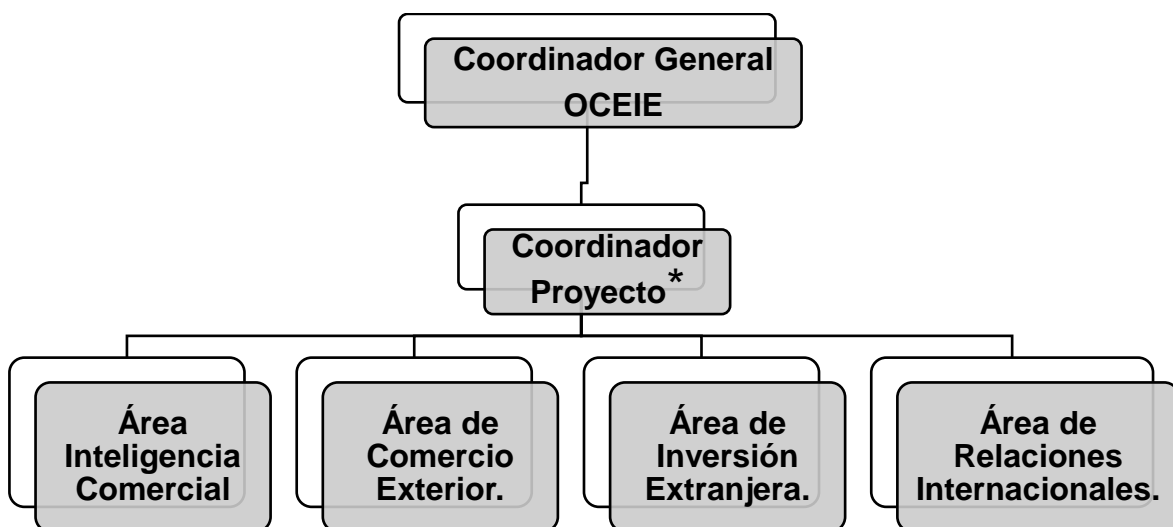 Coordinador General
OCEIE
Coordinador
Proyecto*
Área
Inteligencia
Comercial
Área de
Comercio
Exterior.
Área de
Inversión
Extranjera.
Área de
Relaciones
Internacionales.